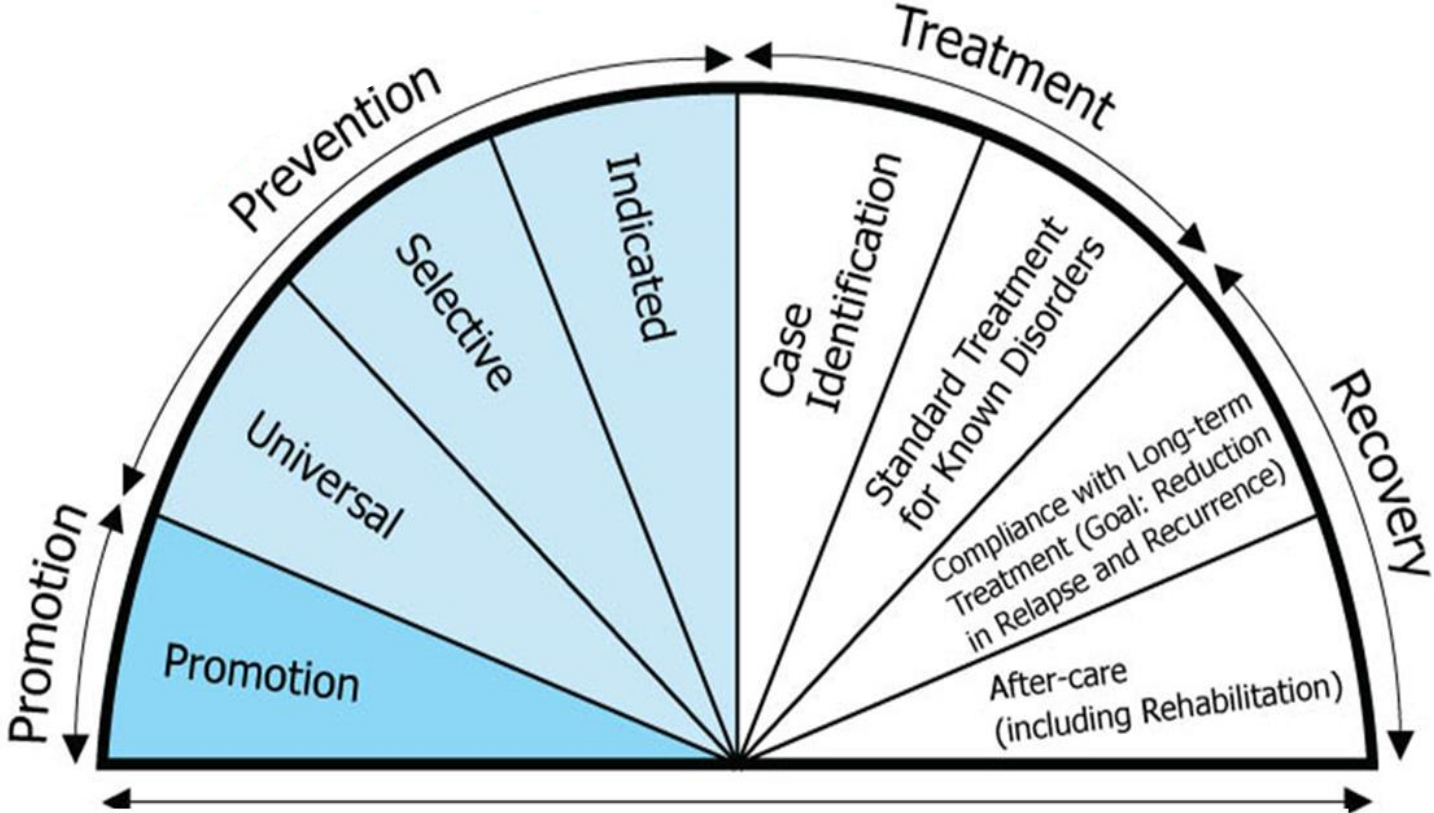 Prevention
Treatment
Promotion
Recovery
Promotion
Universal
Selective
Indicated
Case
Identification
Standard Treatment
for Known Disorders
Compliance with Long-term
Treatment (Goal: Reduction
in Relapse and Recurrence)
After-care
(including Rehabilitation)